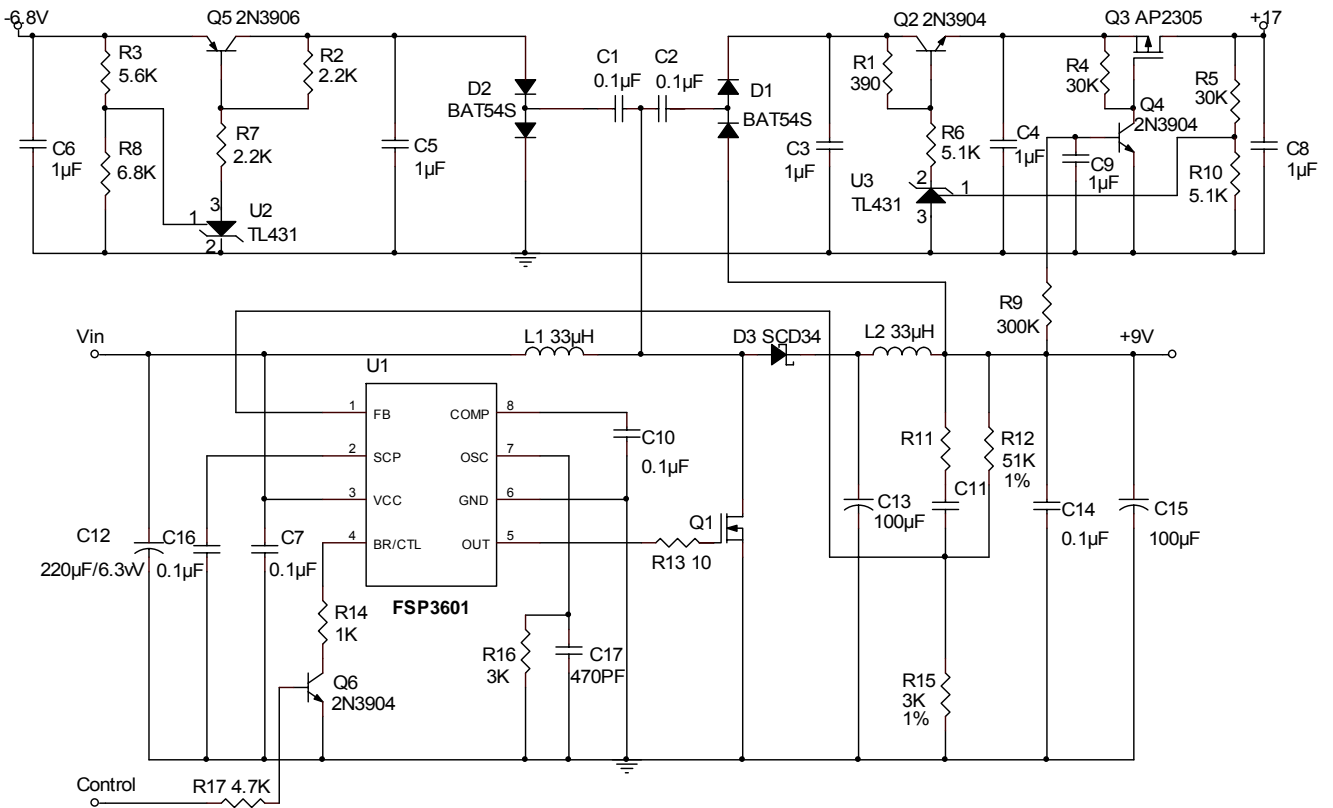 -6.8V
Q5 2N3906
Q2 2N3904
Q3 AP2305
+17
R3
5.6K
R2
2.2K
C1
0.1µF
C2
0.1µF
R1
390
R4
30K
R5
30K
D2
BAT54S
D1
BAT54S
Q4
2N3904
C6
1µF
R8
6.8K
R7
2.2K
C5
1µF
C3
1µF
R6
5.1K
C4
1µF
C9
1µF
R10
5.1K
C8
1µF
3
1
2
U2
TL431
U3
TL431
2
1
3
R9
300K
Vin
L1 33µH
D3 SCD34
L2 33µH
+9V
U1
1 FB COMP 8
2 SCP OSC 7
3 VCC GND 6
4 BR/CTL OUT 5
FSP3601
C10
0.1µF
R11
R12
51K
1%
C11
C12
220µF/6.3vV
C16
0.1µF
C7
0.1µF
Q1
R13 10
C13
100µF
C14
0.1µF
C15
100µF
R14
1K
Q6
2N3904
R16
3K
C17
470PF
R15
3K
1%
Control
R17 4.7K